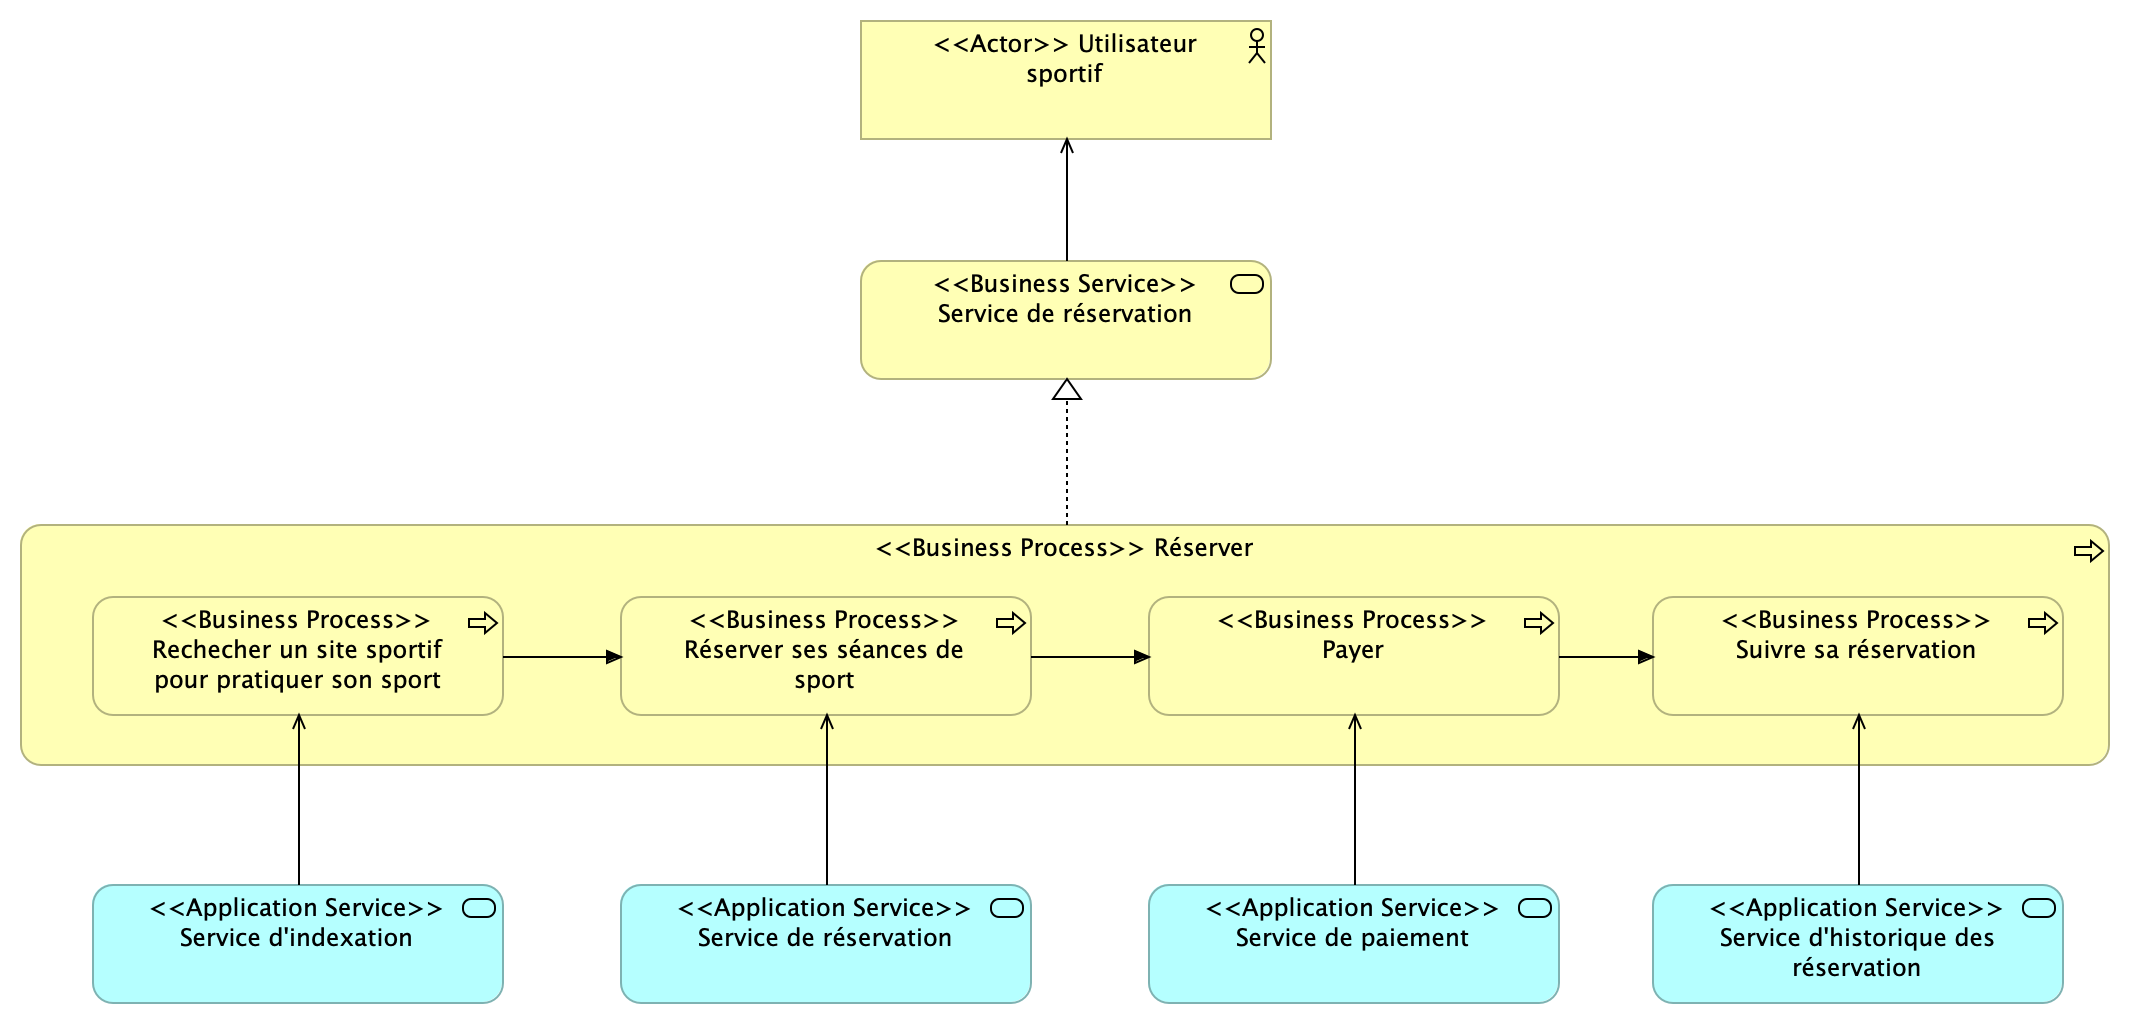 <<Actor>> Utilisateur
sportif
<<Business Service>>
Service de réservation
<<Business Process>> Réserver
<<Business Process>>
Rechecher un site sportif
pour pratiquer son sport
<<Business Process>>
Réserver ses séances de
sport
<<Business Process>>
Payer
<<Business Process>>
Suivre sa réservation
<<Application Service>>
Service d'indexation
<<Application Service>>
Service de réservation
<<Application Service>>
Service de paiement
<<Application Service>>
Service d'historique des
réservation